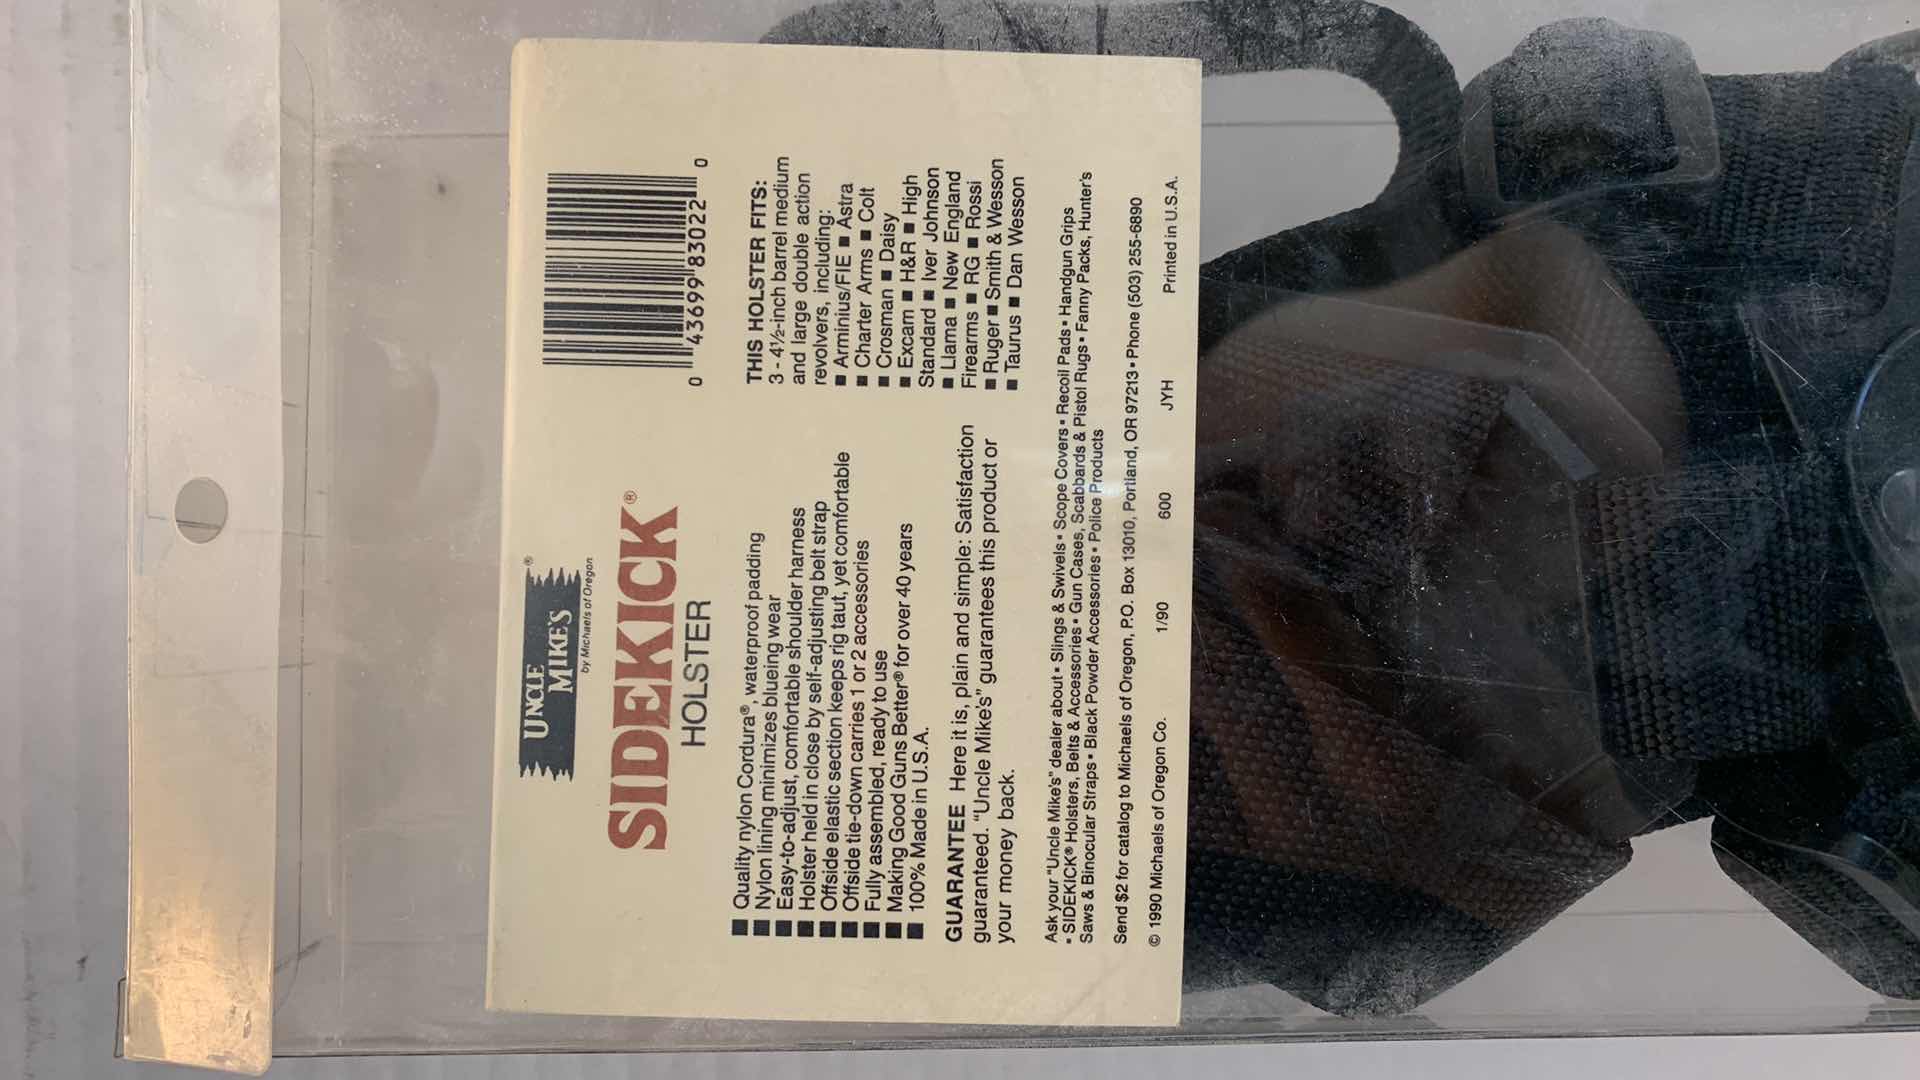 UNCLE
MIKE'S®
by Michaels of Oregon
SIDEKICK®
HOLSTER
0 43699 83022 0
■ Quality nylon Cordura®, waterproof padding
■ Nylon lining minimizes blueing wear
■ Easy-to-adjust, comfortable shoulder harness
■ Holster held in close by self-adjusting belt strap
■ Offside elastic section keeps rig taut, yet comfortable
■ Offside tie-down carries 1 or 2 accessories
■ Fully assembled, ready to use
■ Making Good Guns Better® for over 40 years
■ 100% Made in U.S.A.
THIS HOLSTER FITS:
3 - 4½-inch barrel medium
and large double action
revolvers, including:
■ Arminius/FIE ■ Astra
■ Charter Arms ■ Colt
■ Crosman ■ Daisy
■ Excam ■ H&R ■ High
Standard ■ Iver Johnson
■ Llama ■ New England
Firearms ■ RG ■ Rossi
■ Ruger ■ Smith & Wesson
■ Taurus ■ Dan Wesson
GUARANTEE Here it is, plain and simple: Satisfaction
guaranteed. "Uncle Mike's" guarantees this product or
your money back.
Ask your "Uncle Mike's" dealer about • Slings & Swivels • Scope Covers • Recoil Pads • Handgun Grips
• SIDEKICK® Holsters, Belts & Accessories • Gun Cases, Scabbards & Pistol Rugs • Fanny Packs, Hunter's
Saws & Binocular Straps • Black Powder Accessories • Police Products
Send $2 for catalog to Michaels of Oregon, P.O. Box 13010, Portland, OR 97213 • Phone (503) 255-6890
© 1990 Michaels of Oregon Co. 1/90 600 JYH Printed in U.S.A.